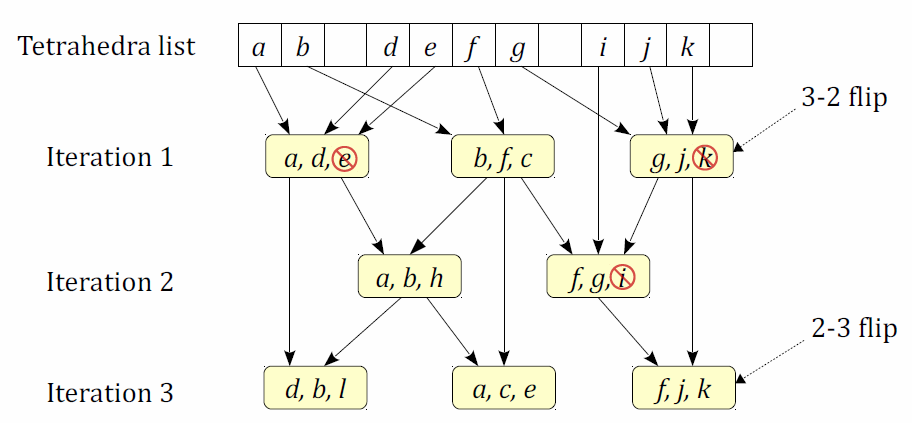 Tetrahedra list a b d e f g i j k
3-2 flip
Iteration 1 a, d, e b, f, c g, j, k
Iteration 2 a, b, h f, g, i
2-3 flip
Iteration 3 d, b, l a, c, e f, j, k